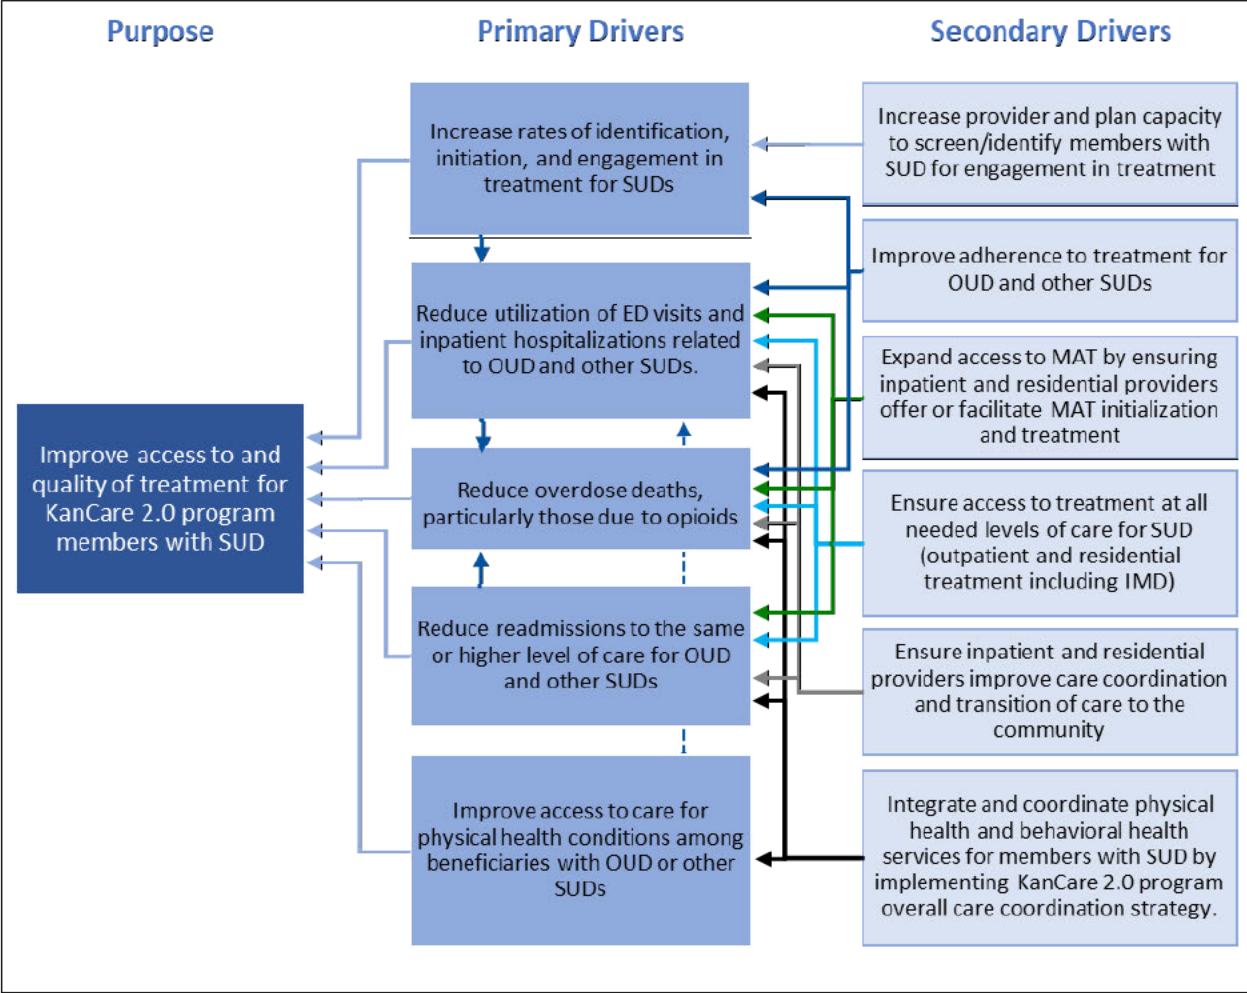 Purpose
Primary Drivers
Secondary Drivers
Increase rates of identification,
initiation, and engagement in
treatment for SUDs
Reduce utilization of ED visits and
inpatient hospitalizations related
to OUD and other SUDs.
Reduce overdose deaths,
particularly those due to opioids
Reduce readmissions to the same
or higher level of care for OUD
and other SUDs
Improve access to care for
physical health conditions among
beneficiaries with OUD or other
SUDs
Improve access to and
quality of treatment for
KanCare 2.0 program
members with SUD
Increase provider and plan capacity
to screen/identify members with
SUD for engagement in treatment
Improve adherence to treatment for
OUD and other SUDs
Expand access to MAT by ensuring
inpatient and residential providers
offer or facilitate MAT initialization
and treatment
Ensure access to treatment at all
needed levels of care for SUD
(outpatient and residential
treatment including IMD)
Ensure inpatient and residential
providers improve care coordination
and transition of care to the
community
Integrate and coordinate physical
health and behavioral health
services for members with SUD by
implementing KanCare 2.0 program
overall care coordination strategy.